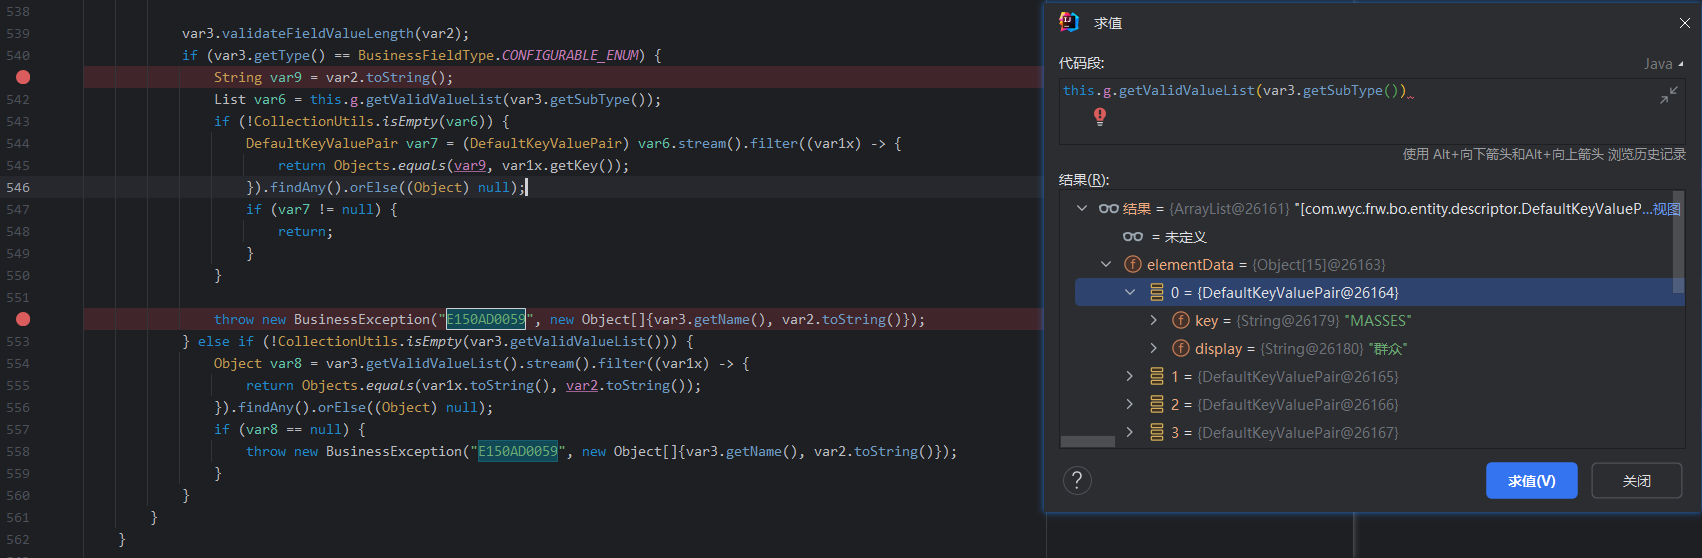 538
539 var3.validateFieldValueLength(var2);
540 if (var3.getType() == BusinessFieldType.CONFIGURABLE_ENUM) {
String var9 = var2.toString();
542 List var6 = this.g.getValidValueList(var3.getSubType());
543 if (!CollectionUtils.isEmpty(var6)) {
544 DefaultKeyValuePair var7 = (DefaultKeyValuePair) var6.stream().filter((var1x) -> {
545 return Objects.equals(var9, var1x.getKey());
546 }).findAny().orElse((Object) null);
547 if (var7 != null) {
548 return;
549 }
550 }
551
throw new BusinessException("E150AD0059", new Object[]{var3.getName(), var2.toString()});
553 } else if (!CollectionUtils.isEmpty(var3.getValidValueList())) {
554 Object var8 = var3.getValidValueList().stream().filter((var1x) -> {
555 return Objects.equals(var1x.toString(), var2.toString());
556 }).findAny().orElse((Object) null);
557 if (var8 == null) {
558 throw new BusinessException("E150AD0059", new Object[]{var3.getName(), var2.toString()});
559 }
560 }
561 }
562 }
求值
代码段:
Java
this.g.getValidValueList(var3.getSubType())
使用 Alt+向下箭头和Alt+向上箭头 浏览历史记录
结果(R):
结果 = {ArrayList@26161} "[com.wyc.frw.bo.entity.descriptor.DefaultKeyValueP...视图
= 未定义
elementData = {Object[15]@26163}
0 = {DefaultKeyValuePair@26164}
key = {String@26179} "MASSES"
display = {String@26180} "群众"
1 = {DefaultKeyValuePair@26165}
2 = {DefaultKeyValuePair@26166}
3 = {DefaultKeyValuePair@26167}
?
求值(V)
关闭